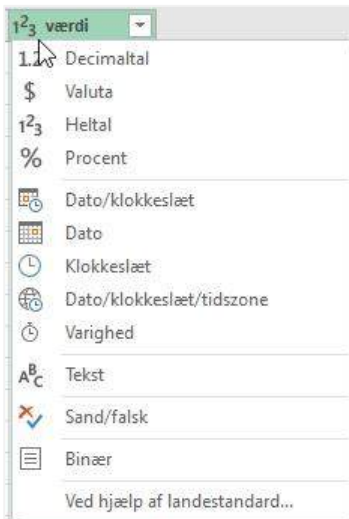 1²3 værdi
1.2 Decimaltal
$ Valuta
1²3 Heltal
% Procent
Dato/klokkeslæt
Dato
Klokkeslæt
Dato/klokkeslæt/tidszone
Varighed
ABC Tekst
Sand/falsk
Binær
Ved hjælp af landestandard...